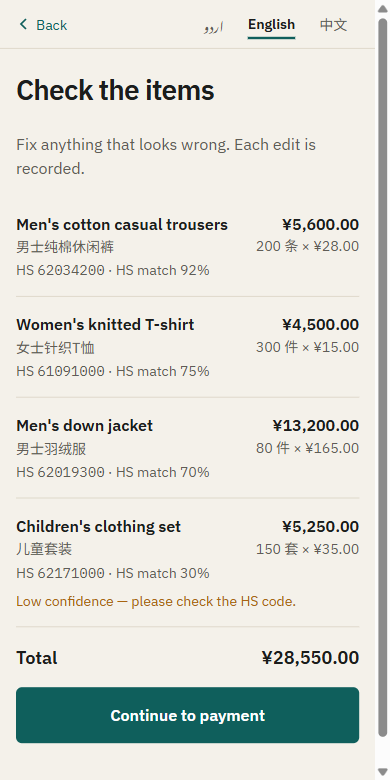 Back
اردو
English
中文
Check the items
Fix anything that looks wrong. Each edit is
recorded.
Men's cotton casual trousers ¥5,600.00
男士纯棉休闲裤 200 条 × ¥28.00
HS 62034200 · HS match 92%
Women's knitted T-shirt ¥4,500.00
女士针织T恤 300 件 × ¥15.00
HS 61091000 · HS match 75%
Men's down jacket ¥13,200.00
男士羽绒服 80 件 × ¥165.00
HS 62019300 · HS match 70%
Children's clothing set ¥5,250.00
儿童套装 150 套 × ¥35.00
HS 62171000 · HS match 30%
Low confidence — please check the HS code.
Total ¥28,550.00
Continue to payment